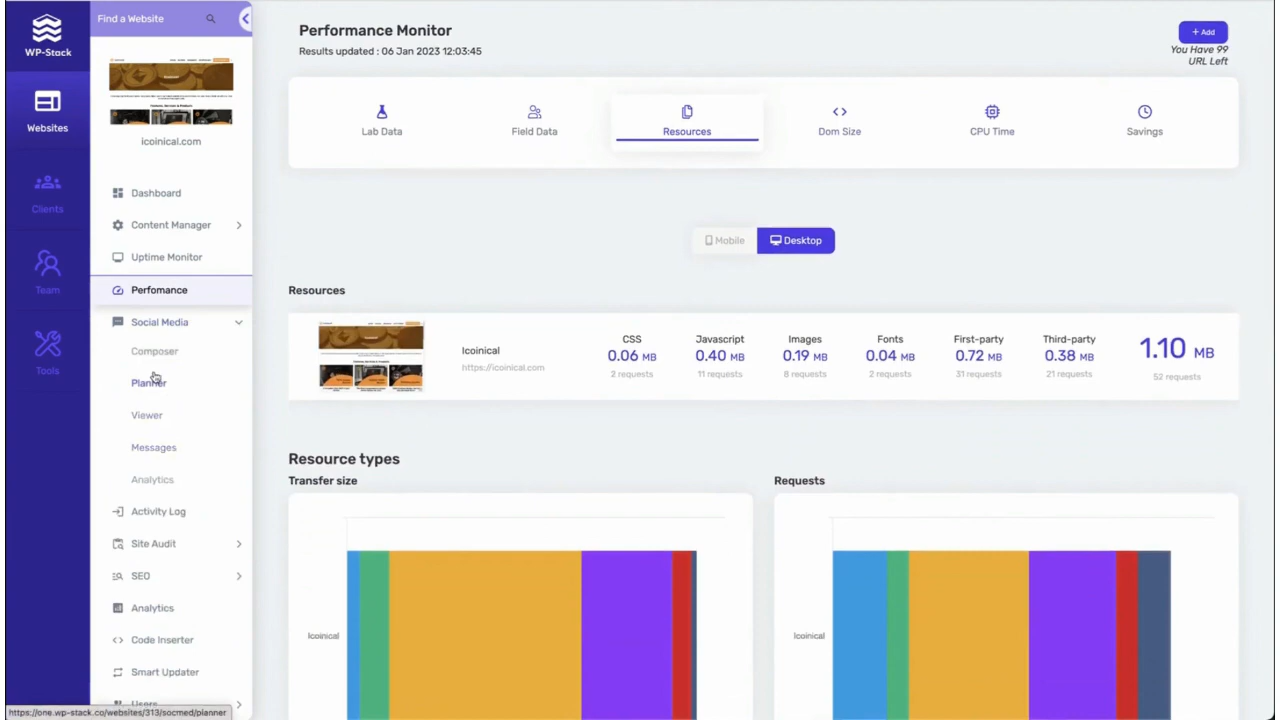 WP-Stack
Websites
Clients
Team
Tools
Find a Website
icoinical.com
Dashboard
Content Manager
Uptime Monitor
Perfomance
Social Media
Composer
Planner
Viewer
Messages
Analytics
Activity Log
Site Audit
SEO
Analytics
Code Inserter
Smart Updater
Users
https://one.wp-stack.co/websites/313/socmed/planner
Performance Monitor
Results updated : 06 Jan 2023 12:03:45
+ Add
You Have 99
URL Left
Lab Data
Field Data
Resources
Dom Size
CPU Time
Savings
Mobile
Desktop
Resources
Icoinical
https://icoinical.com
CSS
0.06 MB
2 requests
Javascript
0.40 MB
11 requests
Images
0.19 MB
8 requests
Fonts
0.04 MB
2 requests
First-party
0.72 MB
31 requests
Third-party
0.38 MB
21 requests
1.10 MB
52 requests
Resource types
Transfer size
Icoinical
Requests
Icoinical